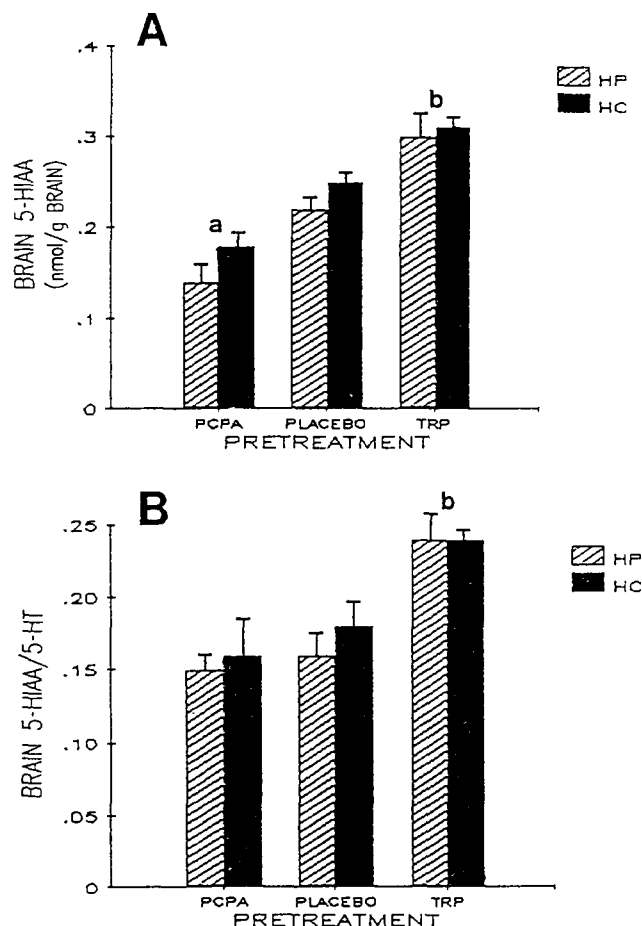 A
.4
.3
.2
.1
0
BRAIN 5-HIAA
(nmol/g BRAIN)
a
b
HP
HC
PCPA PLACEBO TRP
PRETREATMENT
B
.25
.20
.15
.10
.05
0
BRAIN 5-HIAA/5-HT
b
HP
HC
PCPA PLACEBO TRP
PRETREATMENT